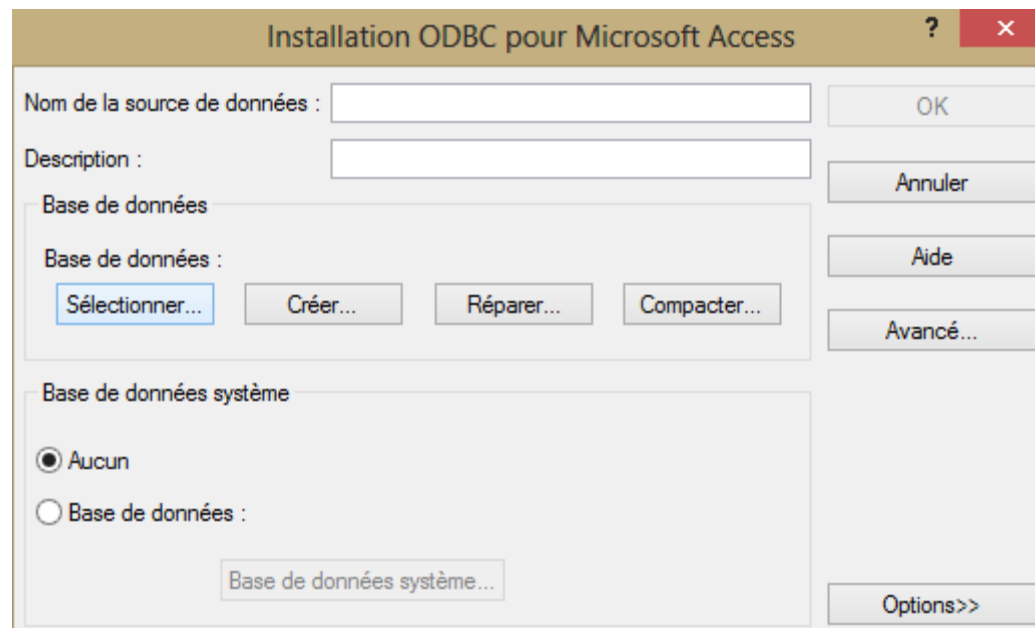 Installation ODBC pour Microsoft Access
?
Nom de la source de données :
OK
Description :
Annuler
Base de données
Base de données :
Aide
Sélectionner...
Créer...
Réparer...
Compacter...
Avancé...
Base de données système
Aucun
Base de données :
Base de données système...
Options>>